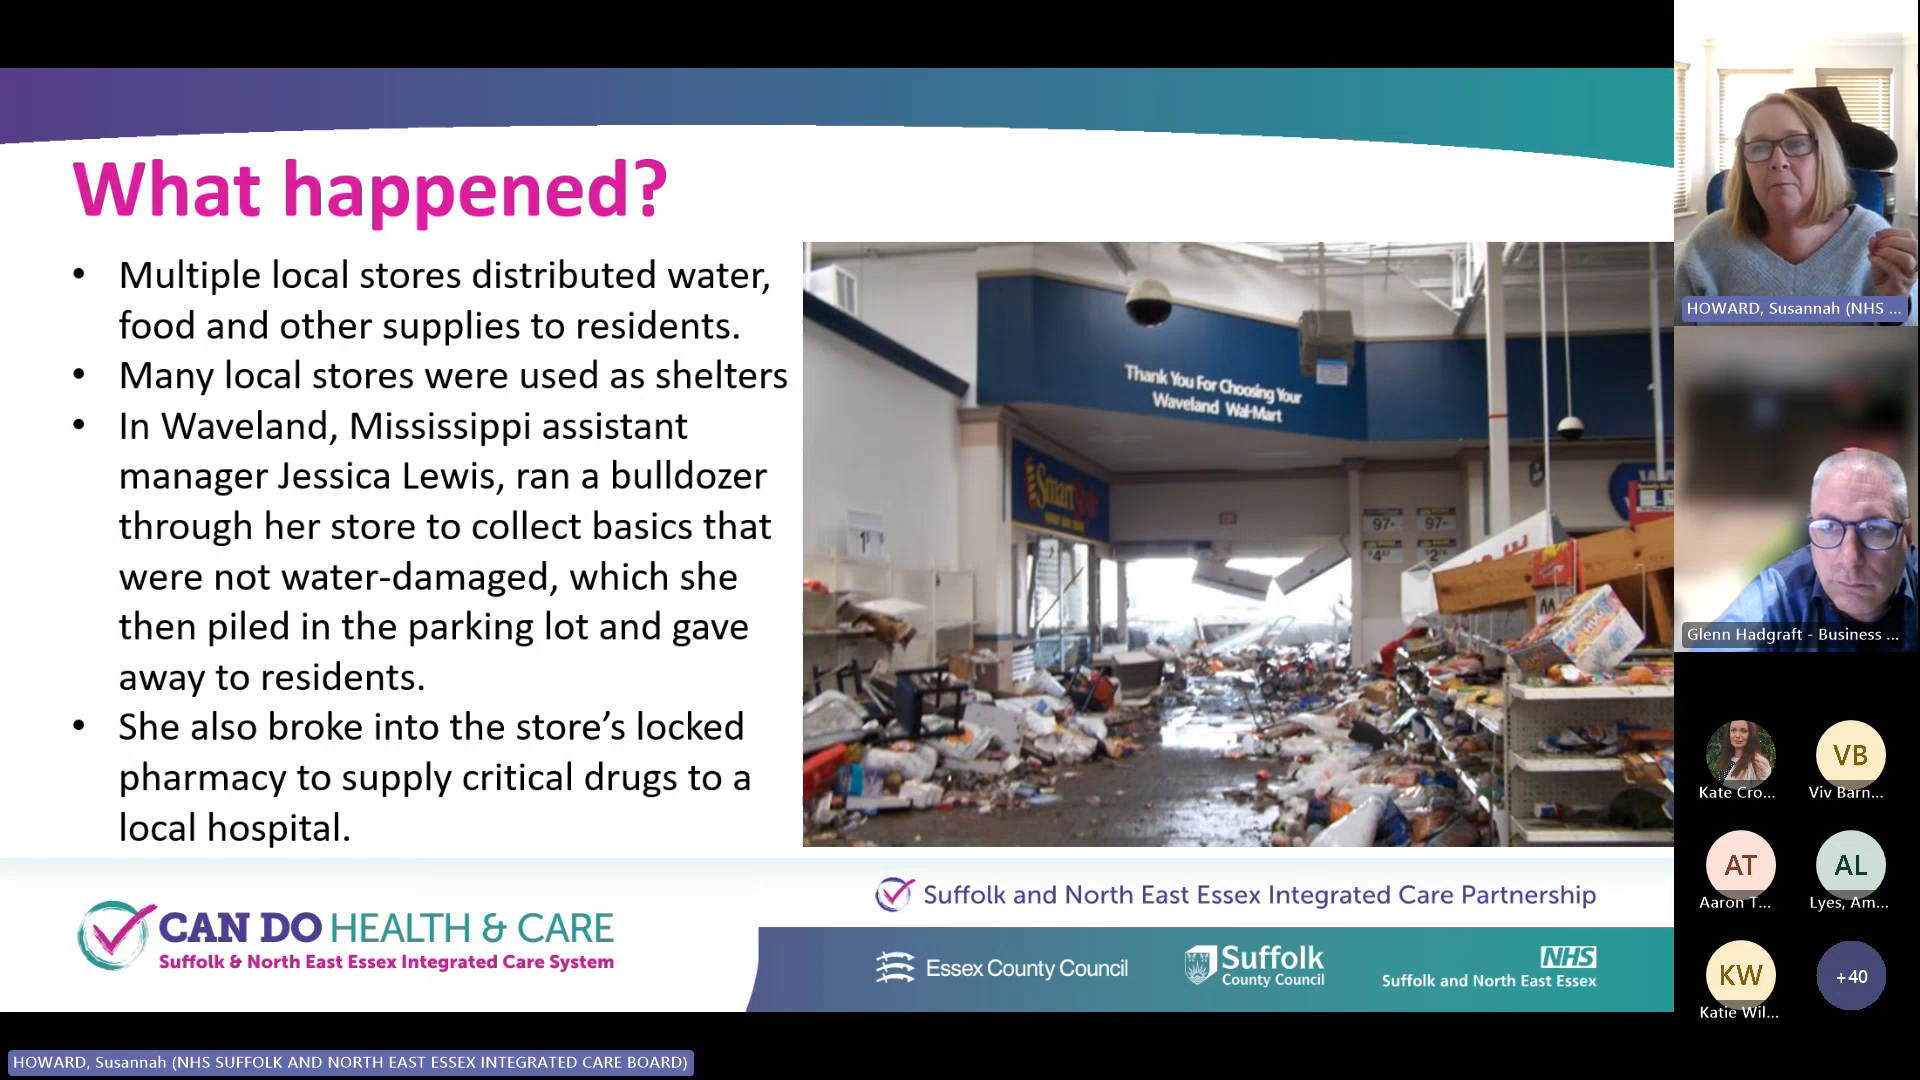 What happened?
• Multiple local stores distributed water,
food and other supplies to residents.
• Many local stores were used as shelters
• In Waveland, Mississippi assistant
manager Jessica Lewis, ran a bulldozer
through her store to collect basics that
were not water-damaged, which she
then piled in the parking lot and gave
away to residents.
• She also broke into the store’s locked
pharmacy to supply critical drugs to a
local hospital.
Thank You For Choosing Your
Waveland Wal-Mart
Smart
97
97
CAN DO HEALTH & CARE
Suffolk & North East Essex Integrated Care System
Suffolk and North East Essex Integrated Care Partnership
Essex County Council
Suffolk
County Council
NHS
Suffolk and North East Essex
HOWARD, Susannah (NHS SUFFOLK AND NORTH EAST ESSEX INTEGRATED CARE BOARD)
HOWARD, Susannah (NHS ...
Glenn Hadgraft - Business ...
Kate Cro...
VB
Viv Barn...
AT
Aaron T...
AL
Lyes, Am...
KW
Katie Wil...
+40